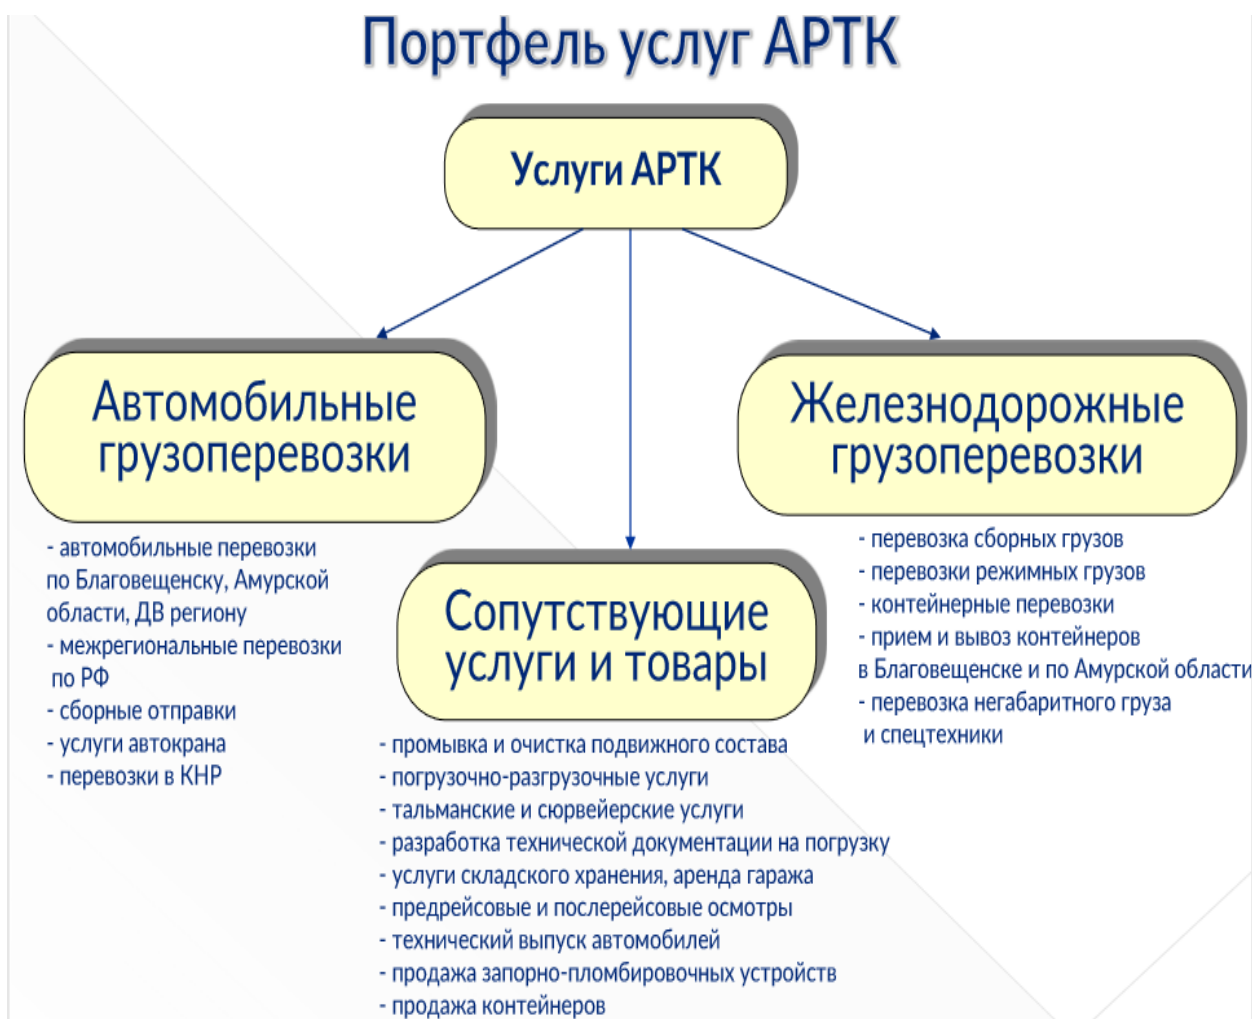 Портфель услуг АРТК
Услуги АРТК
Автомобильные
грузоперевозки
- автомобильные перевозки
по Благовещенску, Амурской
области, ДВ региону
- межрегиональные перевозки
по РФ
- сборные отправки
- услуги автокрана
- перевозки в КНР
Сопутствующие
услуги и товары
- промывка и очистка подвижного состава
- погрузочно-разгрузочные услуги
- тальманские и сюрвейерские услуги
- разработка технической документации на погрузку
- услуги складского хранения, аренда гаража
- предрейсовые и послерейсовые осмотры
- технический выпуск автомобилей
- продажа запорно-пломбировочных устройств
- продажа контейнеров
Железнодорожные
грузоперевозки
- перевозка сборных грузов
- перевозки режимных грузов
- контейнерные перевозки
- прием и вывоз контейнеров
в Благовещенске и по Амурской области
- перевозка негабаритного груза
и спецтехники